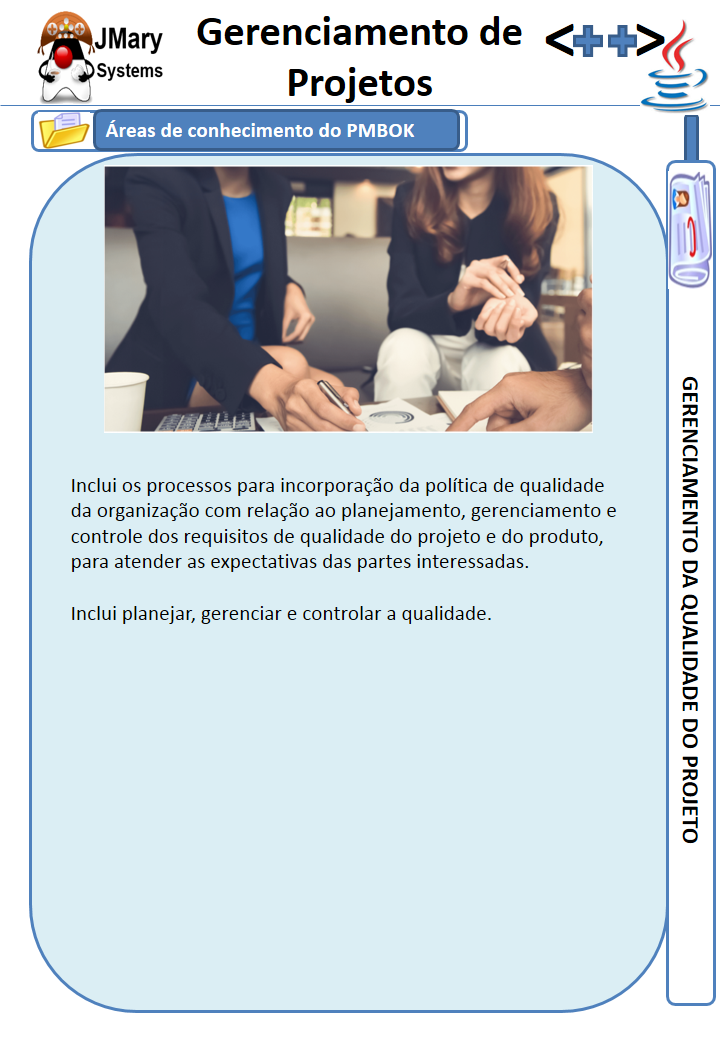 JMary
Systems
Gerenciamento de
Projetos
<++>
Áreas de conhecimento do PMBOK
Inclui os processos para incorporação da política de qualidade
da organização com relação ao planejamento, gerenciamento e
controle dos requisitos de qualidade do projeto e do produto,
para atender as expectativas das partes interessadas.
Inclui planejar, gerenciar e controlar a qualidade.
GERENCIAMENTO DA QUALIDADE DO PROJETO